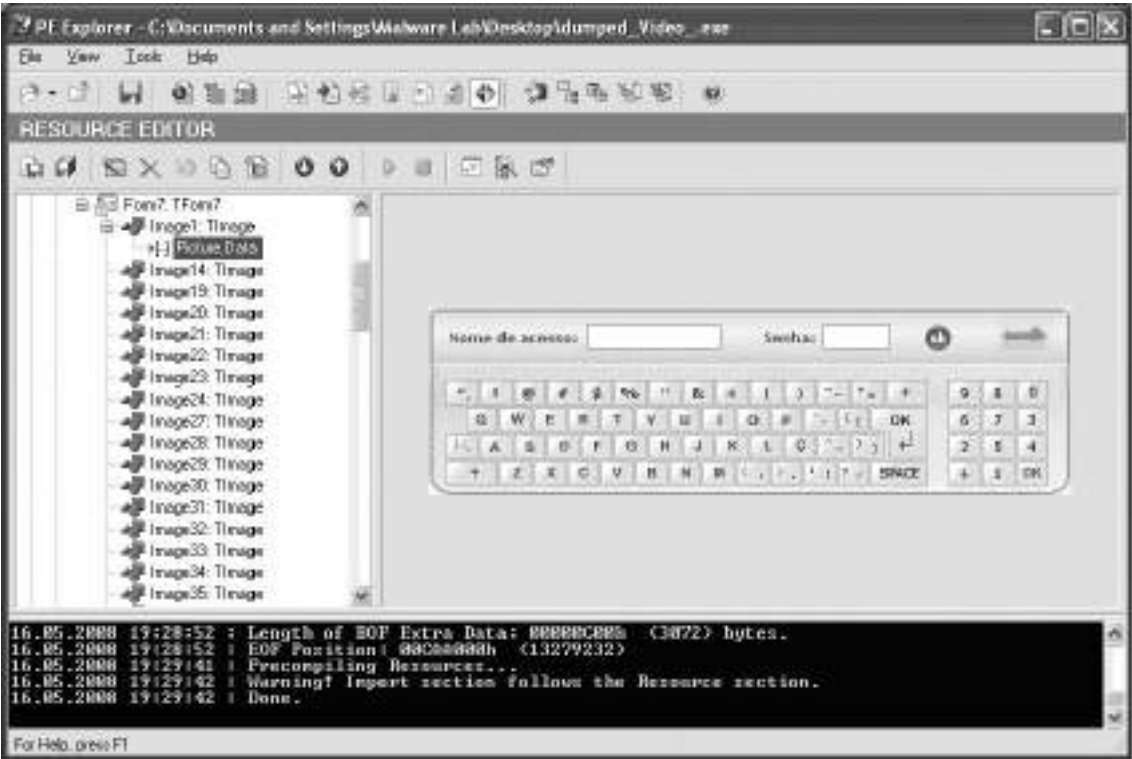 PE Explorer - C:\Documents and Settings\Malware Lab\Desktop\dumped_Video_.exe
File View Tools Help
RESOURCE EDITOR
Form7: TForm7
Image1: TImage
Picture.Data
Image14: TImage
Image19: TImage
Image20: TImage
Image21: TImage
Image22: TImage
Image23: TImage
Image24: TImage
Image27: TImage
Image28: TImage
Image29: TImage
Image30: TImage
Image31: TImage
Image32: TImage
Image33: TImage
Image34: TImage
Image35: TImage
Nome de acesso: Senha:
! @ # $ % & ( ) +
Q W E R T Y U I O P OK
A S D F G H J K L Ç
Z X C V B N M SPACE
9 8 0
6 7 3
2 5 4
1 OK
16.05.2008 19:28:52 : Length of EOF Extra Data: 00000C00h (3072) bytes.
16.05.2008 19:28:52 : EOF Position: 00CAA000h (13279232)
16.05.2008 19:29:41 : Precompiling Resources...
16.05.2008 19:29:42 : Warning! Import section follows the Resource section.
16.05.2008 19:29:42 : Done.
For Help, press F1